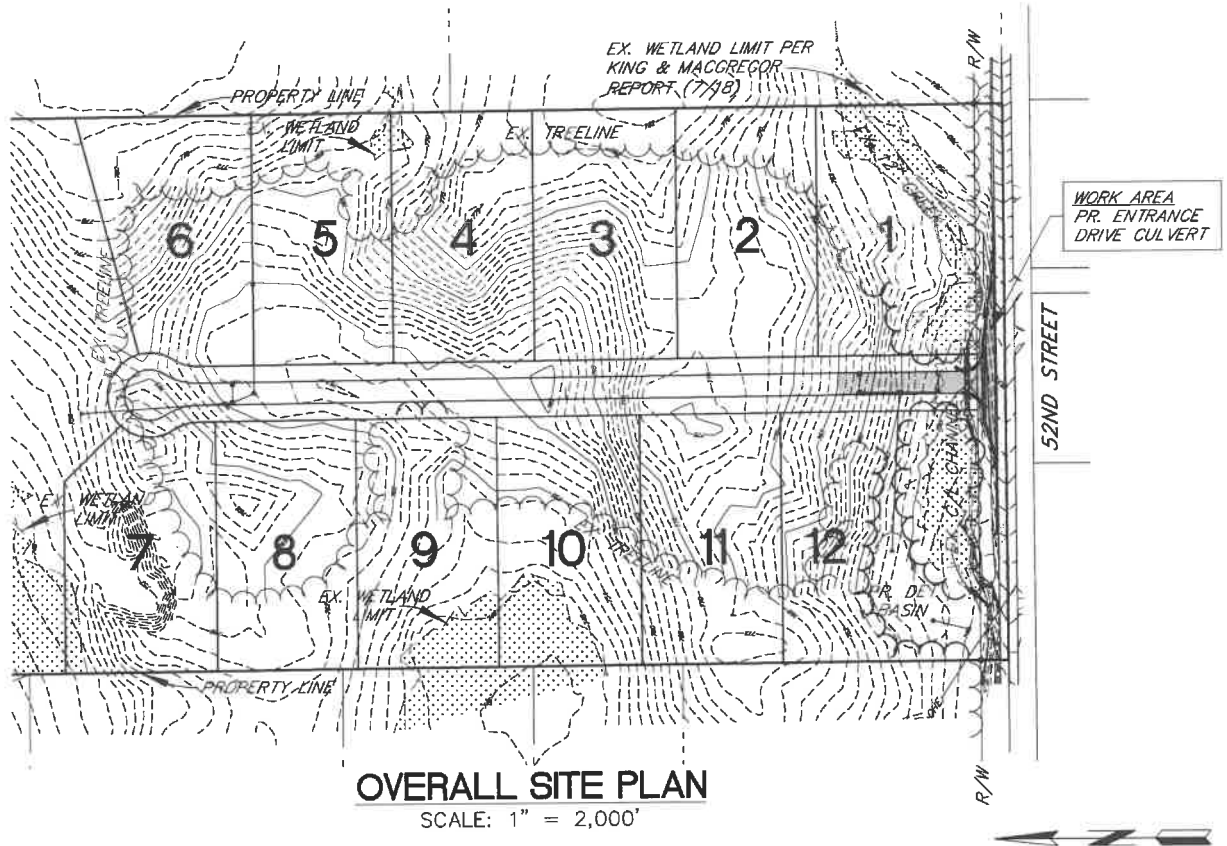 EX. WETLAND LIMIT PER
KING & MACGREGOR
REPORT (7/18)
R/W
PROPERTY LINE
WETLAND
LIMIT
EX. TREELINE
WORK AREA
PR. ENTRANCE
DRIVE CULVERT
6
5
4
3
2
1
EX. TREELINE
52ND STREET
EX. WETLAN
LIMIT
7
8
9
10
11
12
TREELINE
EX. WETLAND
LIMIT
CHANNEL
PR. DET
BASIN
PROPERTY LINE
R/W
OVERALL SITE PLAN
SCALE: 1" = 2,000'
N